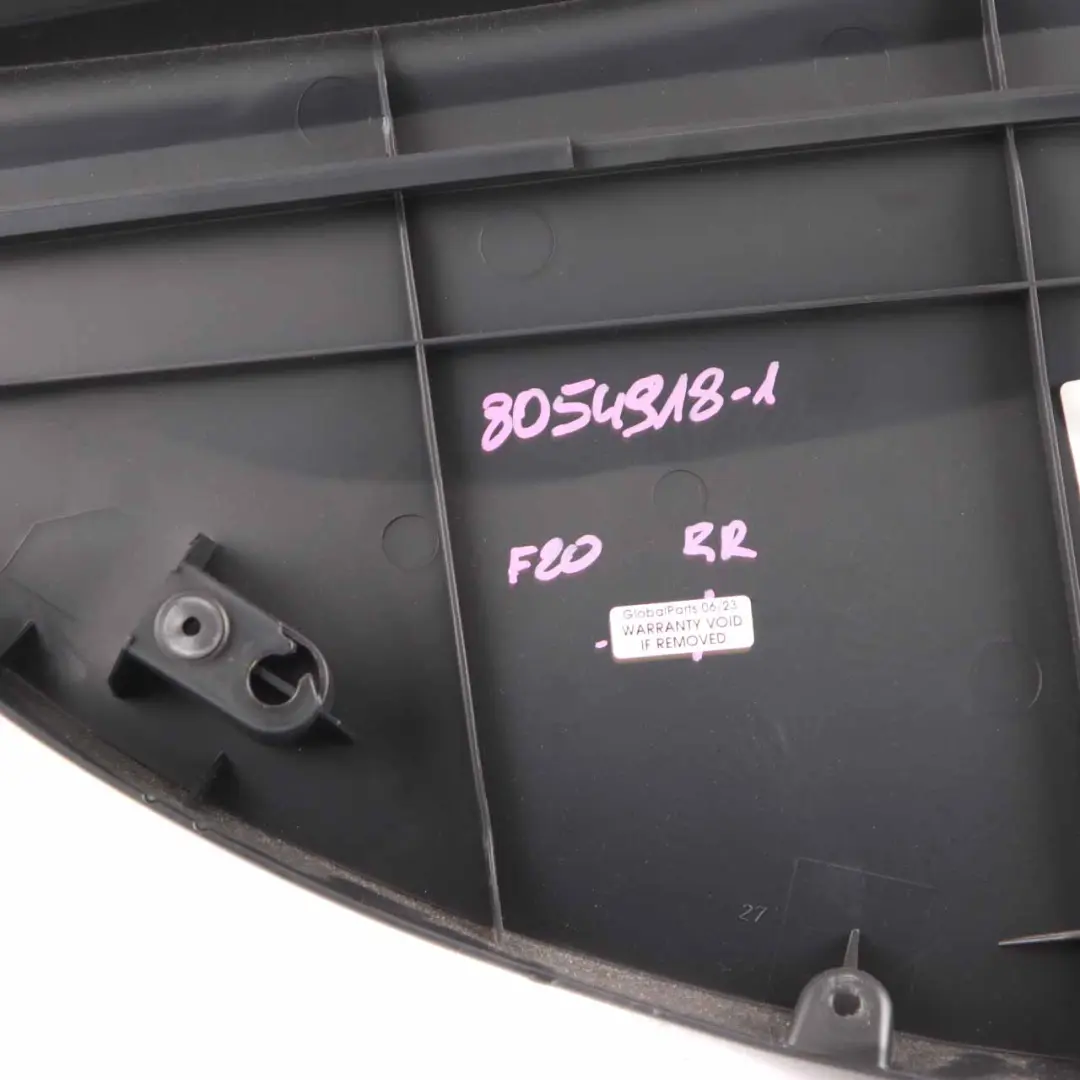 8054918-1
F20 RR
GlobalParts 06/23
WARRANTY VOID
IF REMOVED
27